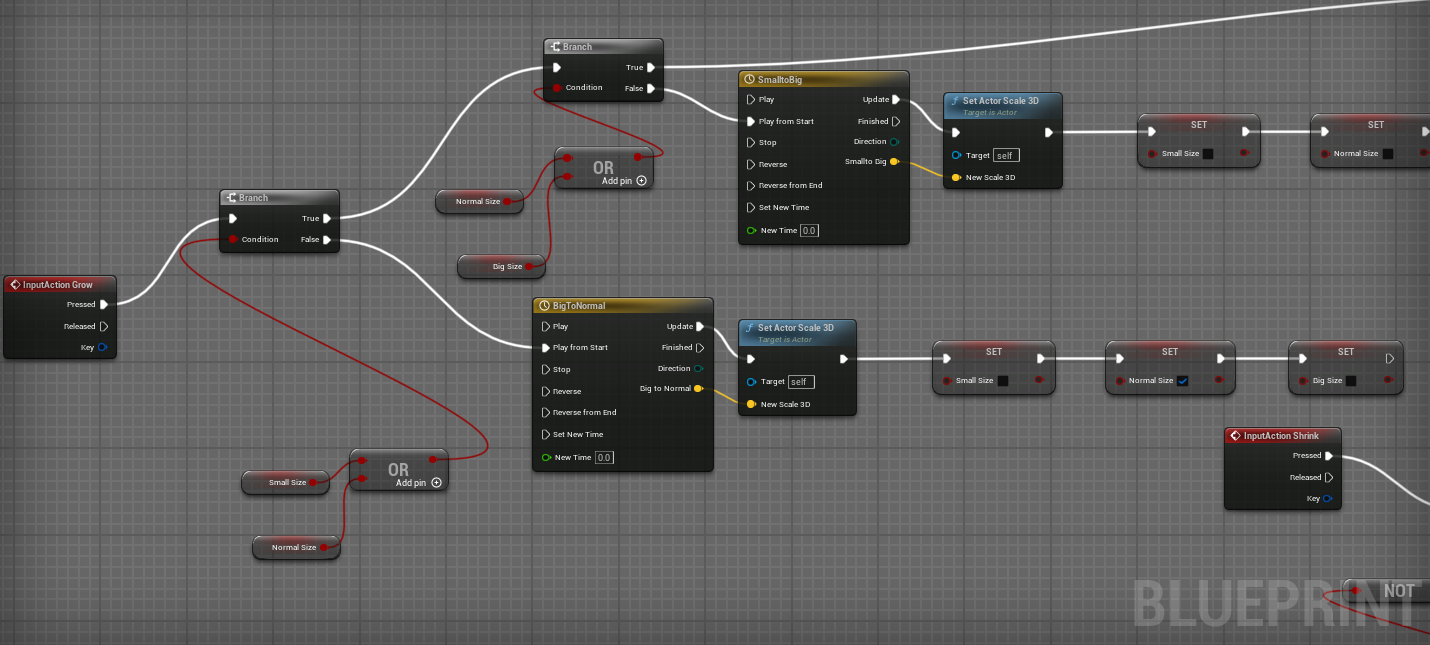 Branch
True
Condition
False
SmalltoBig
Play
Update
Play from Start
Finished
Stop
Direction
Reverse
Smallto Big
Reverse from End
Set New Time
New Time 0.0
Set Actor Scale 3D
Target is Actor
Target self
New Scale 3D
SET
Small Size
SET
Normal Size
OR
Add pin
Normal Size
Big Size
Branch
True
Condition
False
InputAction Grow
Pressed
Released
Key
BigToNormal
Play
Update
Play from Start
Finished
Stop
Direction
Reverse
Big to Normal
Reverse from End
Set New Time
New Time 0.0
Set Actor Scale 3D
Target is Actor
Target self
New Scale 3D
SET
Small Size
SET
Normal Size
SET
Big Size
InputAction Shrink
Pressed
Released
Key
OR
Add pin
Small Size
Normal Size
NOT
BLUEPRINT